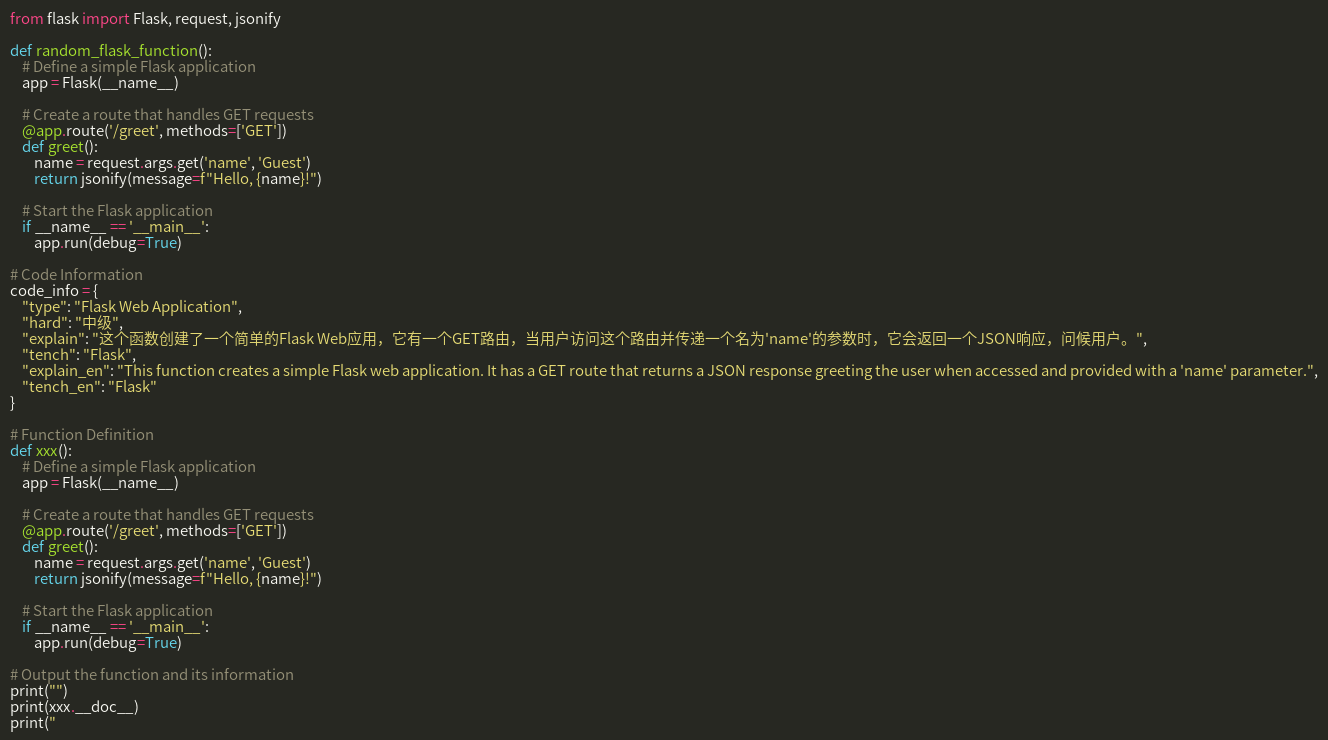 from flask import Flask, request, jsonify

def random_flask_function():
    # Define a simple Flask application
    app = Flask(__name__)

    # Create a route that handles GET requests
    @app.route('/greet', methods=['GET'])
    def greet():
        name = request.args.get('name', 'Guest')
        return jsonify(message=f"Hello, {name}!")

    # Start the Flask application
    if __name__ == '__main__':
        app.run(debug=True)

# Code Information
code_info = {
    "type": "Flask Web Application",
    "hard": "中级",
    "explain": "这个函数创建了一个简单的Flask Web应用，它有一个GET路由，当用户访问这个路由并传递一个名为'name'的参数时，它会返回一个JSON响应，问候用户。",
    "tench": "Flask",
    "explain_en": "This function creates a simple Flask web application. It has a GET route that returns a JSON response greeting the user when accessed and provided with a 'name' parameter.",
    "tench_en": "Flask"
}

# Function Definition
def xxx():
    # Define a simple Flask application
    app = Flask(__name__)

    # Create a route that handles GET requests
    @app.route('/greet', methods=['GET'])
    def greet():
        name = request.args.get('name', 'Guest')
        return jsonify(message=f"Hello, {name}!")

    # Start the Flask application
    if __name__ == '__main__':
        app.run(debug=True)

# Output the function and its information
print("")
print(xxx.__doc__)
print("